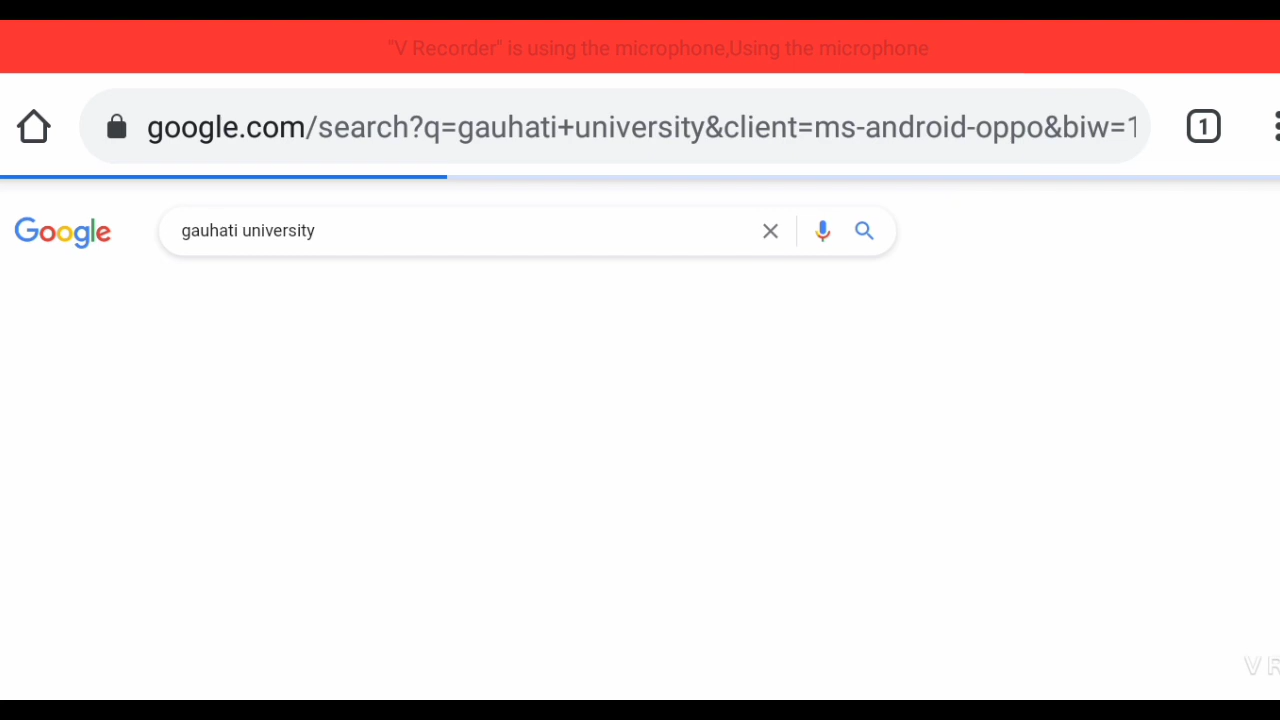 "V Recorder" is using the microphone,Using the microphone
google.com/search?q=gauhati+university&client=ms-android-oppo&biw=1
1
Google
gauhati university
VR